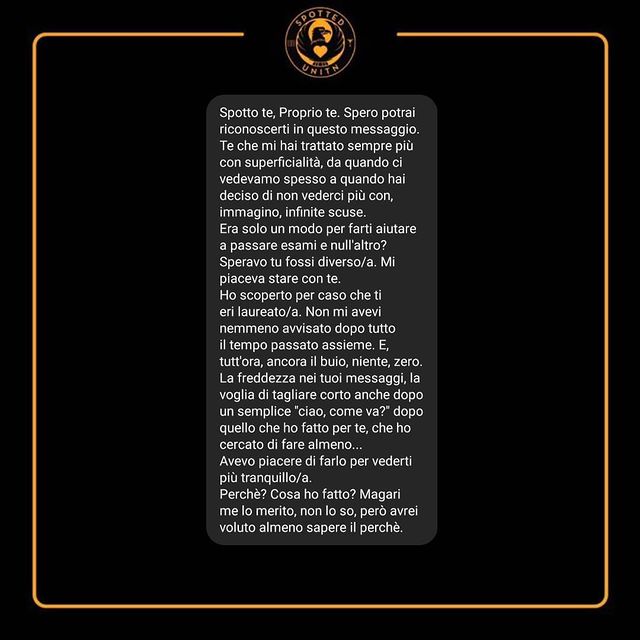 SPOTTED
UNITN
Spotto te, Proprio te. Spero potrai
riconoscerti in questo messaggio.
Te che mi hai trattato sempre più
con superficialità, da quando ci
vedevamo spesso a quando hai
deciso di non vederci più con,
immagino, infinite scuse.
Era solo un modo per farti aiutare
a passare esami e null'altro?
Speravo tu fossi diverso/a. Mi
piaceva stare con te.
Ho scoperto per caso che ti
eri laureato/a. Non mi avevi
nemmeno avvisato dopo tutto
il tempo passato assieme. E,
tutt'ora, ancora il buio, niente, zero.
La freddezza nei tuoi messaggi, la
voglia di tagliare corto anche dopo
un semplice "ciao, come va?" dopo
quello che ho fatto per te, che ho
cercato di fare almeno...
Avevo piacere di farlo per vederti
più tranquillo/a.
Perchè? Cosa ho fatto? Magari
me lo merito, non lo so, però avrei
voluto almeno sapere il perchè.